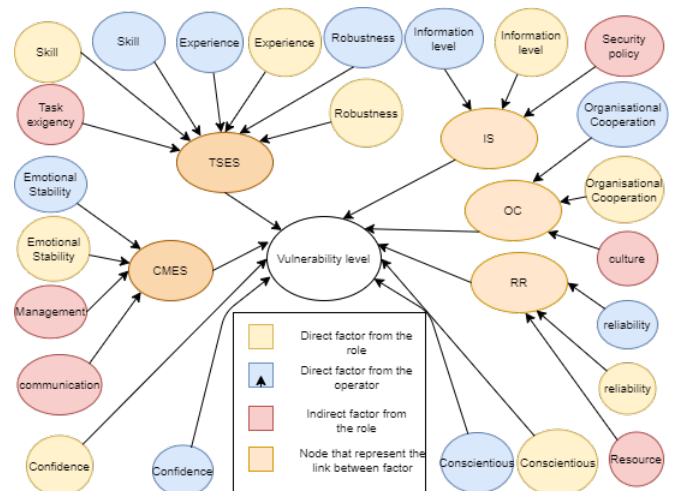 Skill
Skill
Experience
Experience
Robustness
Information
level
Information
level
Security
policy
Task
exigency
Robustness
Organisational
Cooperation
TSES
IS
Emotional
Stability
Organisational
Cooperation
OC
Emotional
Stability
CMES
Vulnerability level
culture
RR
Management
reliability
Direct factor from the
role
Direct factor from the
operator
communication
reliability
Indirect factor from
the role
Node that represent the
link between factor
Confidence
Confidence
Conscientious
Conscientious
Resource